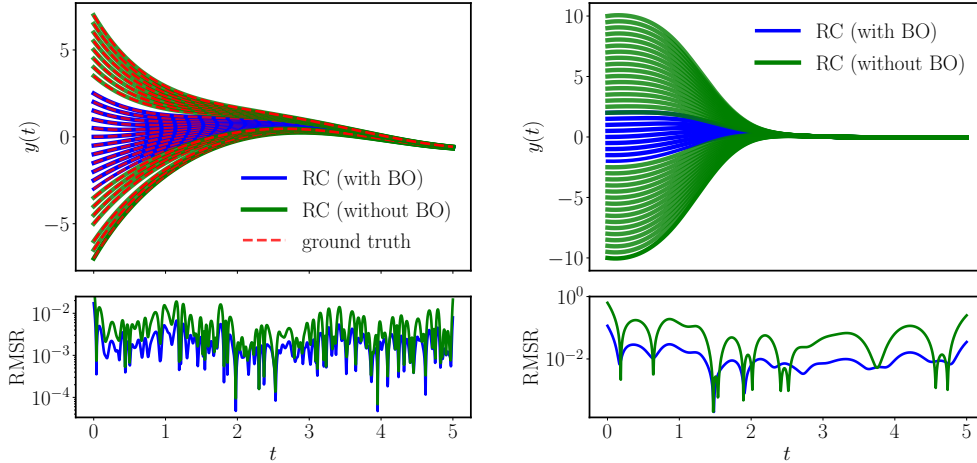 5
0
−5
y(t)
RC (with BO)
RC (without BO)
ground truth
10
5
0
−5
−10
y(t)
RC (with BO)
RC (without BO)
10⁻²
10⁻³
10⁻⁴
RMSR
0 1 2 3 4 5
t
10⁰
10⁻²
RMSR
0 1 2 3 4 5
t